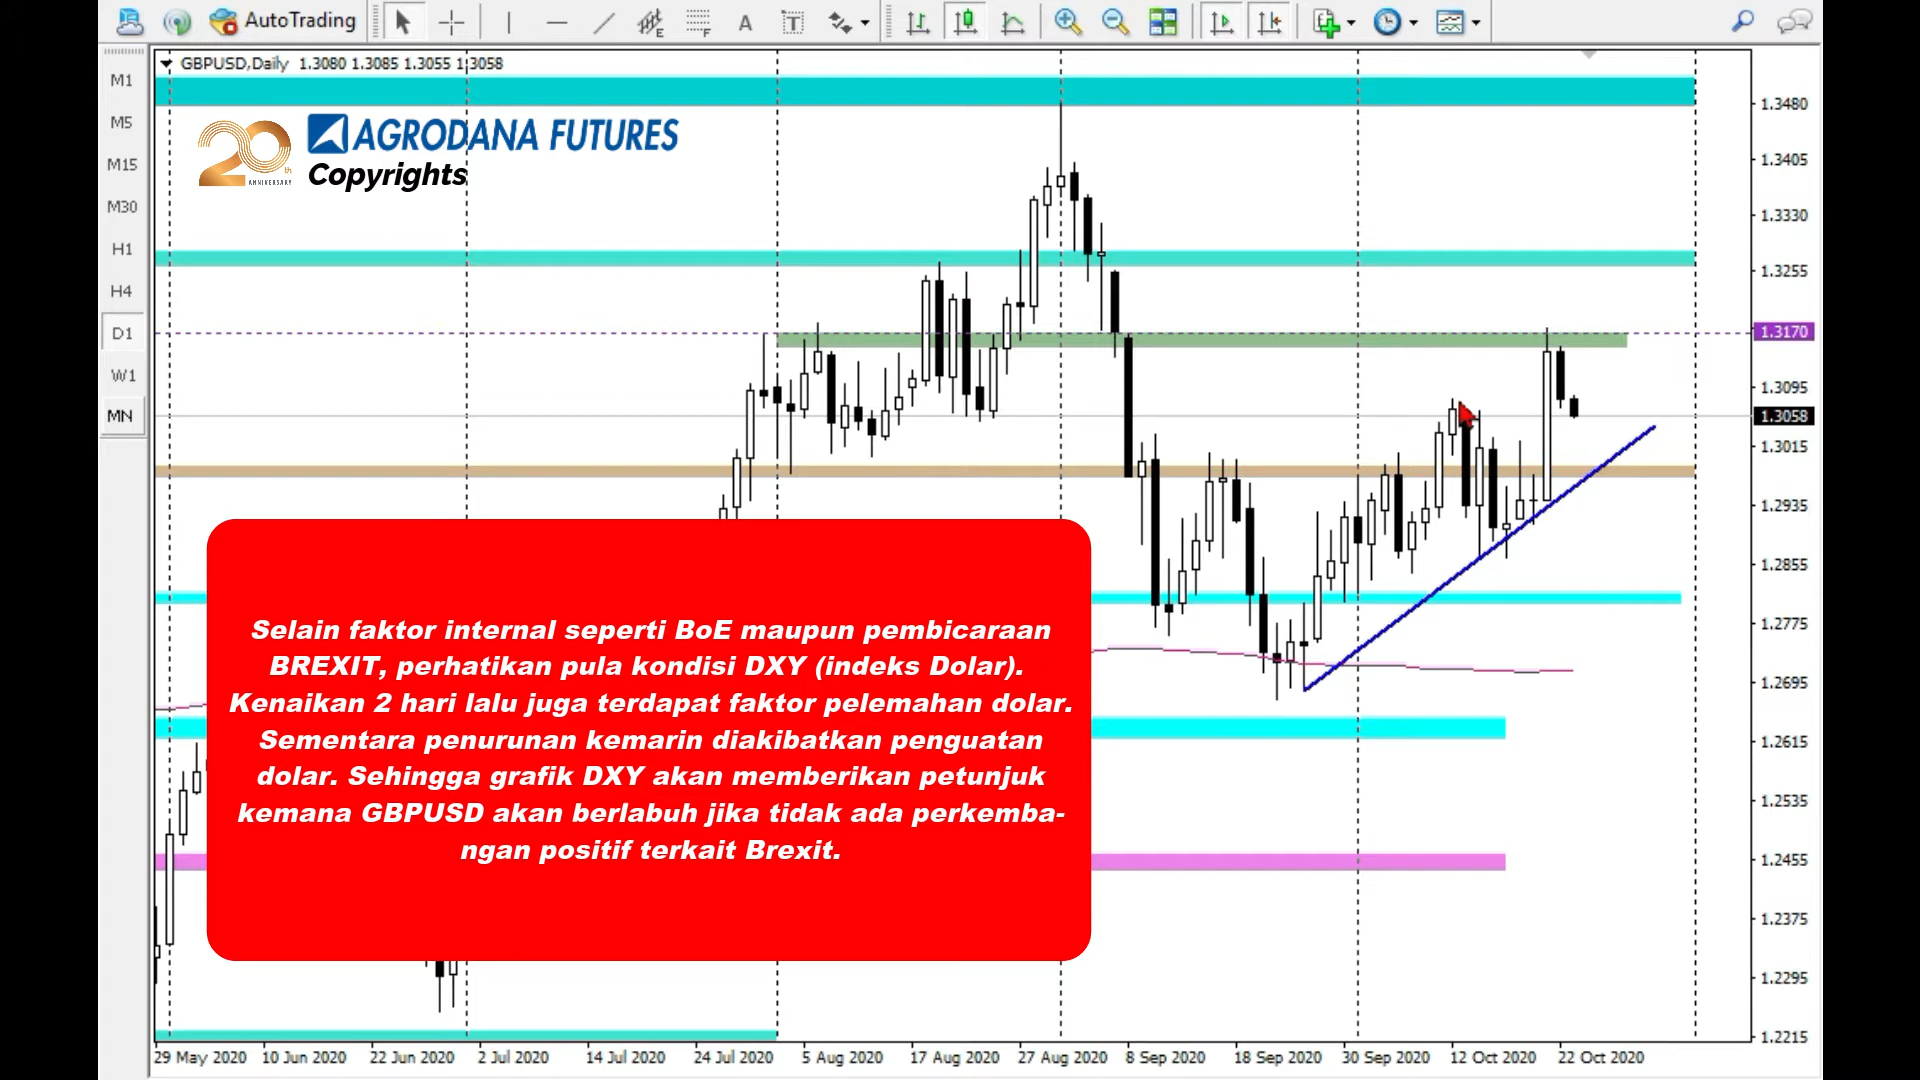 AutoTrading
A
T
E
F
M1
M5
M15
M30
H1
H4
D1
W1
MN
GBPUSD,Daily 1.3080 1.3085 1.3055 1.3058
20th
ANNIVERSARY
AGRODANA FUTURES
Copyrights
Selain faktor internal seperti BoE maupun pembicaraan
BREXIT, perhatikan pula kondisi DXY (indeks Dolar).
Kenaikan 2 hari lalu juga terdapat faktor pelemahan dolar.
Sementara penurunan kemarin diakibatkan penguatan
dolar. Sehingga grafik DXY akan memberikan petunjuk
kemana GBPUSD akan berlabuh jika tidak ada perkemba-
ngan positif terkait Brexit.
1.3480
1.3405
1.3330
1.3255
1.3170
1.3095
1.3058
1.3015
1.2935
1.2855
1.2775
1.2695
1.2615
1.2535
1.2455
1.2375
1.2295
1.2215
29 May 2020 10 Jun 2020 22 Jun 2020 2 Jul 2020 14 Jul 2020 24 Jul 2020 5 Aug 2020 17 Aug 2020 27 Aug 2020 8 Sep 2020 18 Sep 2020 30 Sep 2020 12 Oct 2020 22 Oct 2020